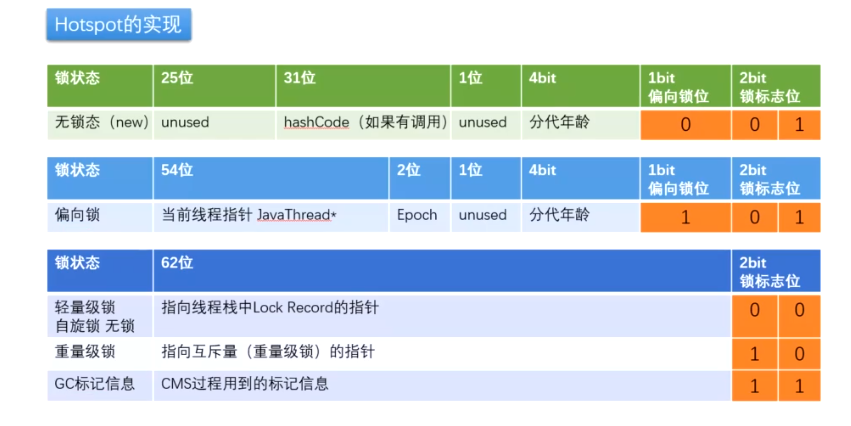 Hotspot的实现
锁状态 25位 31位 1位 4bit 1bit 2bit
偏向锁位 锁标志位
无锁态（new） unused hashCode（如果有调用） unused 分代年龄 0 0 1
锁状态 54位 2位 1位 4bit 1bit 2bit
偏向锁位 锁标志位
偏向锁 当前线程指针 JavaThread* Epoch unused 分代年龄 1 0 1
锁状态 62位 2bit
锁标志位
轻量级锁 指向线程栈中Lock Record的指针 0 0
自旋锁 无锁
重量级锁 指向互斥量（重量级锁）的指针 1 0
GC标记信息 CMS过程用到的标记信息 1 1